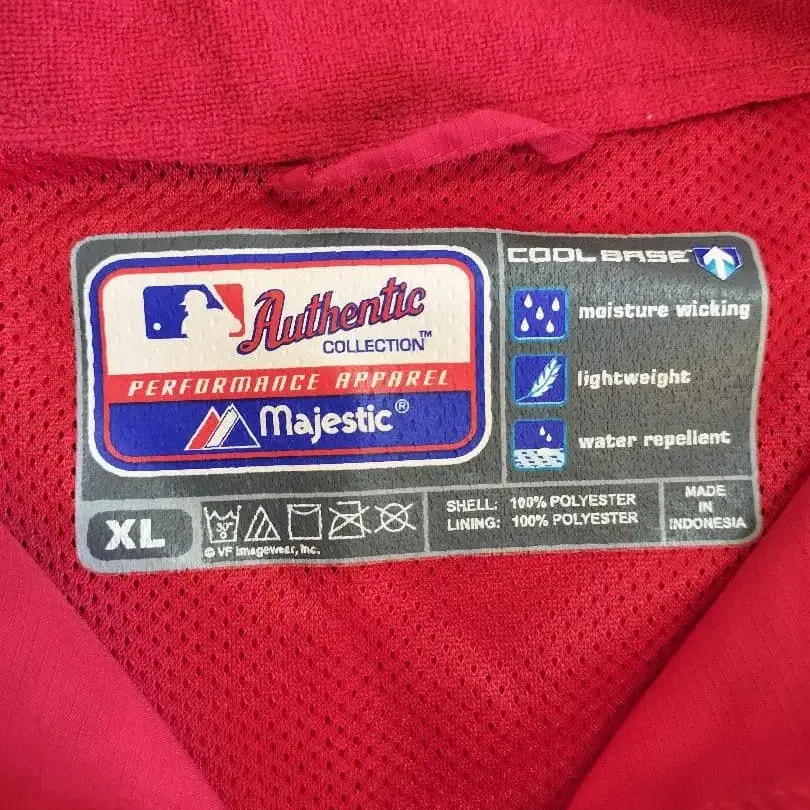 Authentic
COLLECTION™
PERFORMANCE APPAREL
Majestic®
COOL BASE
moisture wicking
lightweight
water repellent
XL
30°
© VF Imagewear, Inc.
SHELL: 100% POLYESTER
LINING: 100% POLYESTER
MADE
IN
INDONESIA